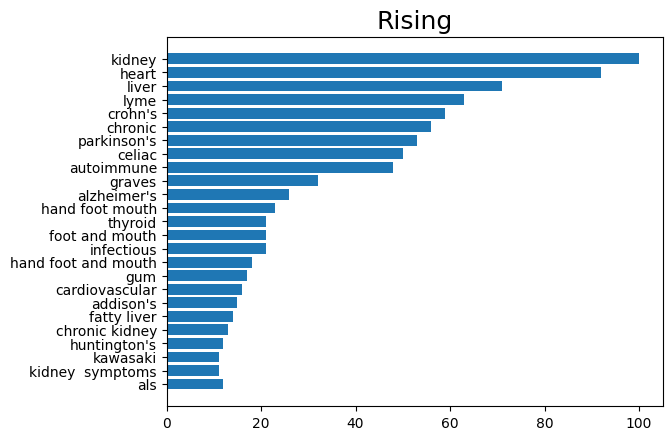 Rising
kidney
heart
liver
lyme
crohn's
chronic
parkinson's
celiac
autoimmune
graves
alzheimer's
hand foot mouth
thyroid
foot and mouth
infectious
hand foot and mouth
gum
cardiovascular
addison's
fatty liver
chronic kidney
huntington's
kawasaki
kidney  symptoms
als
0 20 40 60 80 100